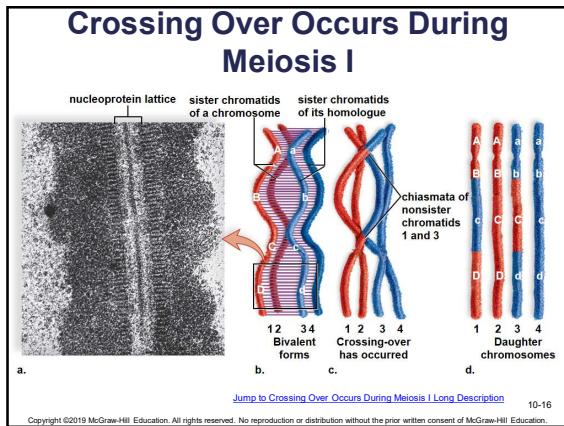 Crossing Over Occurs During
Meiosis I
nucleoprotein lattice
sister chromatids
of a chromosome
sister chromatids
of its homologue
A
a
B
b
C
c
D
d
1 2
3 4
Bivalent
forms
chiasmata of
nonsister
chromatids
1 and 3
1 2 3 4
Crossing-over
has occurred
A
A
a
a
B
B
b
b
c
C
C
c
D
D
d
d
1 2 3 4
Daughter
chromosomes
a.
b.
c.
d.
Jump to Crossing Over Occurs During Meiosis I Long Description
10-16
Copyright ©2019 McGraw-Hill Education. All rights reserved. No reproduction or distribution without the prior written consent of McGraw-Hill Education.